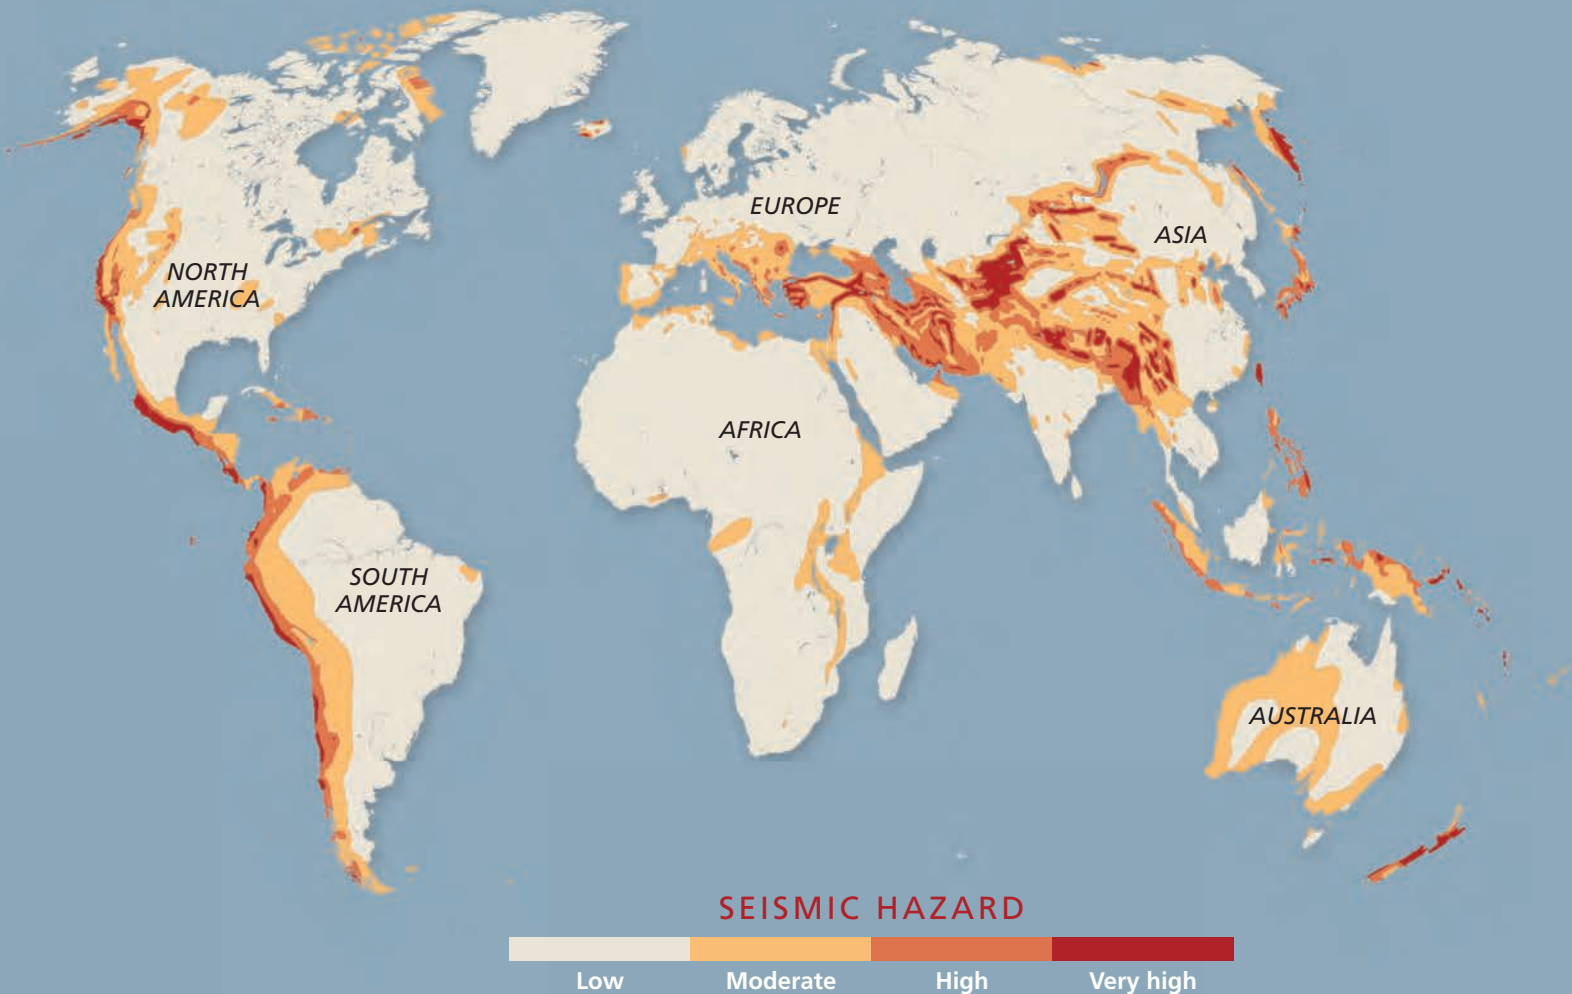 EUROPE
ASIA
NORTH
AMERICA
AFRICA
SOUTH
AMERICA
AUSTRALIA
SEISMIC HAZARD
Low Moderate High Very high